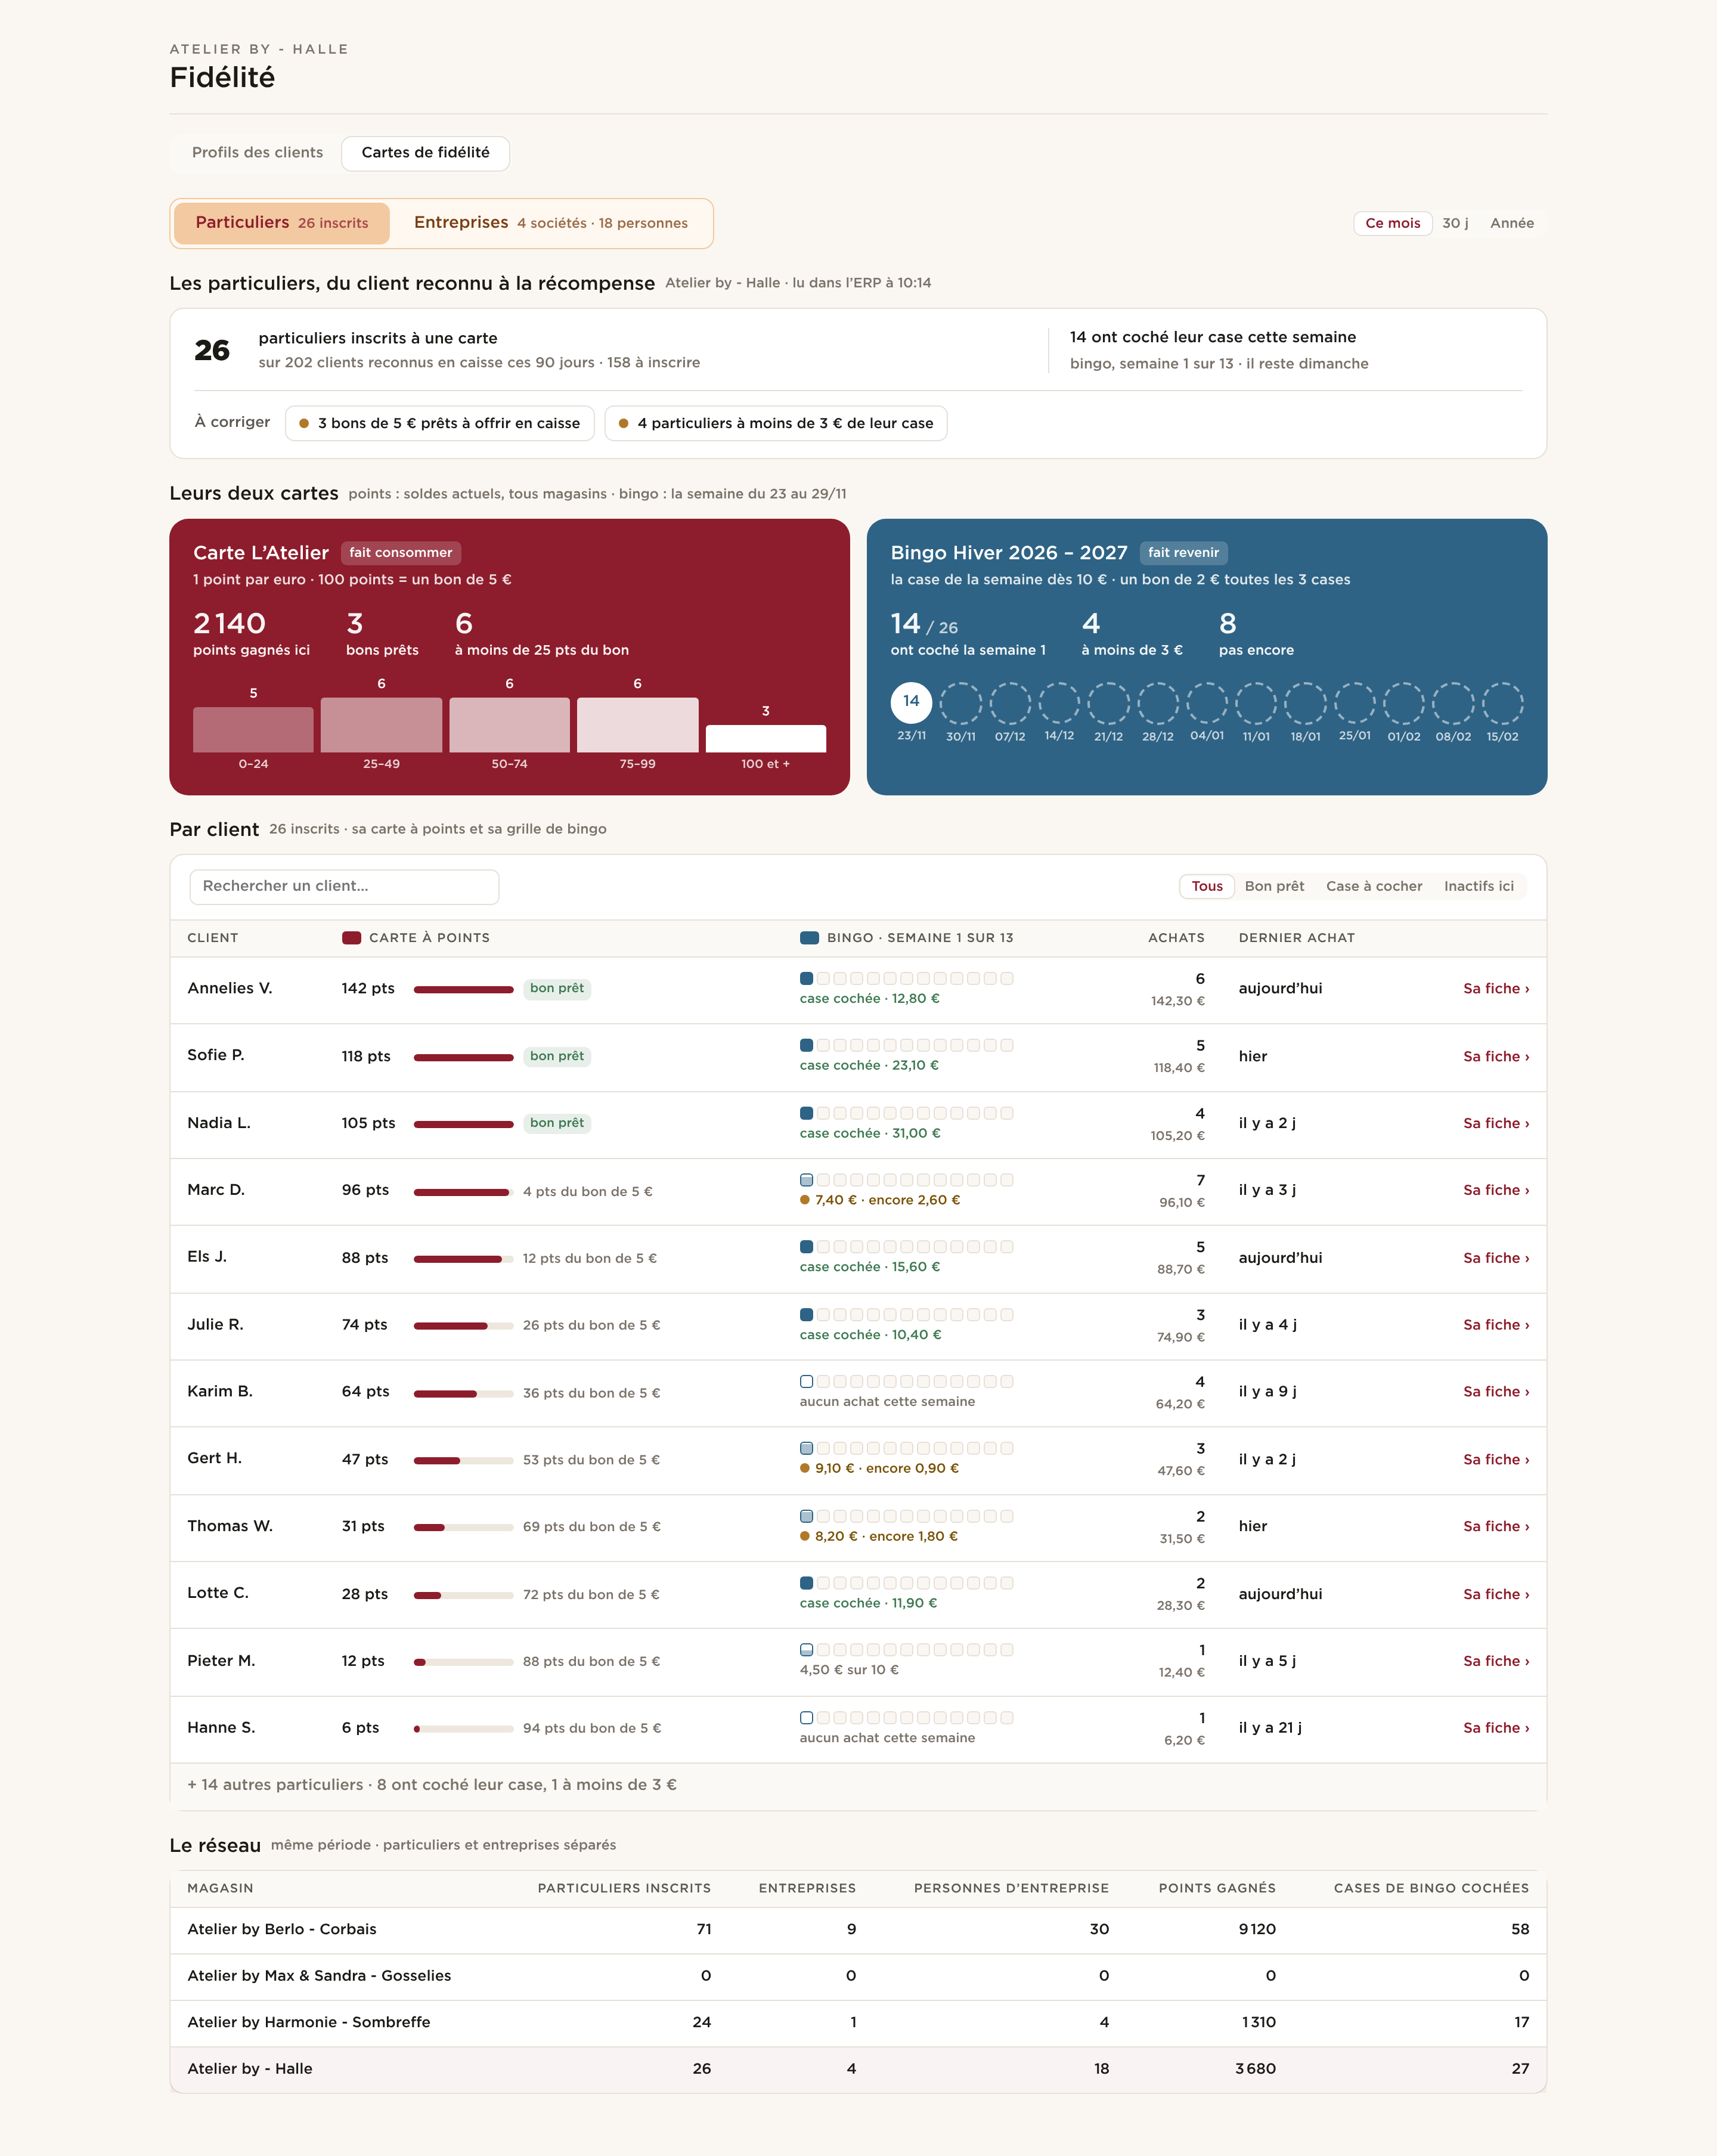 ATELIER BY - HALLE
Fidélité
Profils des clients Cartes de fidélité
Particuliers 26 inscrits Entreprises 4 sociétés · 18 personnes Ce mois 30 j Année
Les particuliers, du client reconnu à la récompense Atelier by - Halle · lu dans l’ERP à 10:14
26 particuliers inscrits à une carte
sur 202 clients reconnus en caisse ces 90 jours · 158 à inscrire
14 ont coché leur case cette semaine
bingo, semaine 1 sur 13 · il reste dimanche
À corriger 3 bons de 5 € prêts à offrir en caisse 4 particuliers à moins de 3 € de leur case
Leurs deux cartes points : soldes actuels, tous magasins · bingo : la semaine du 23 au 29/11
Carte L’Atelier fait consommer
1 point par euro · 100 points = un bon de 5 €
2 140 3 6
points gagnés ici bons prêts à moins de 25 pts du bon
5 6 6 6 3
0–24 25–49 50–74 75–99 100 et +
Bingo Hiver 2026 – 2027 fait revenir
la case de la semaine dès 10 € · un bon de 2 € toutes les 3 cases
14 / 26 4 8
ont coché la semaine 1 à moins de 3 € pas encore
14
23/11 30/11 07/12 14/12 21/12 28/12 04/01 11/01 18/01 25/01 01/02 08/02 15/02
Par client 26 inscrits · sa carte à points et sa grille de bingo
Rechercher un client... Tous Bon prêt Case à cocher Inactifs ici
CLIENT CARTE À POINTS BINGO · SEMAINE 1 SUR 13 ACHATS DERNIER ACHAT
Annelies V. 142 pts bon prêt case cochée · 12,80 € 6 142,30 € aujourd’hui Sa fiche ›
Sofie P. 118 pts bon prêt case cochée · 23,10 € 5 118,40 € hier Sa fiche ›
Nadia L. 105 pts bon prêt case cochée · 31,00 € 4 105,20 € il y a 2 j Sa fiche ›
Marc D. 96 pts 4 pts du bon de 5 € 7,40 € · encore 2,60 € 7 96,10 € il y a 3 j Sa fiche ›
Els J. 88 pts 12 pts du bon de 5 € case cochée · 15,60 € 5 88,70 € aujourd’hui Sa fiche ›
Julie R. 74 pts 26 pts du bon de 5 € case cochée · 10,40 € 3 74,90 € il y a 4 j Sa fiche ›
Karim B. 64 pts 36 pts du bon de 5 € aucun achat cette semaine 4 64,20 € il y a 9 j Sa fiche ›
Gert H. 47 pts 53 pts du bon de 5 € 9,10 € · encore 0,90 € 3 47,60 € il y a 2 j Sa fiche ›
Thomas W. 31 pts 69 pts du bon de 5 € 8,20 € · encore 1,80 € 2 31,50 € hier Sa fiche ›
Lotte C. 28 pts 72 pts du bon de 5 € case cochée · 11,90 € 2 28,30 € aujourd’hui Sa fiche ›
Pieter M. 12 pts 88 pts du bon de 5 € 4,50 € sur 10 € 1 12,40 € il y a 5 j Sa fiche ›
Hanne S. 6 pts 94 pts du bon de 5 € aucun achat cette semaine 1 6,20 € il y a 21 j Sa fiche ›
+ 14 autres particuliers · 8 ont coché leur case, 1 à moins de 3 €
Le réseau même période · particuliers et entreprises séparés
MAGASIN PARTICULIERS INSCRITS ENTREPRISES PERSONNES D’ENTREPRISE POINTS GAGNÉS CASES DE BINGO COCHÉES
Atelier by Berlo - Corbais 71 9 30 9 120 58
Atelier by Max & Sandra - Gosselies 0 0 0 0 0
Atelier by Harmonie - Sombreffe 24 1 4 1 310 17
Atelier by - Halle 26 4 18 3 680 27